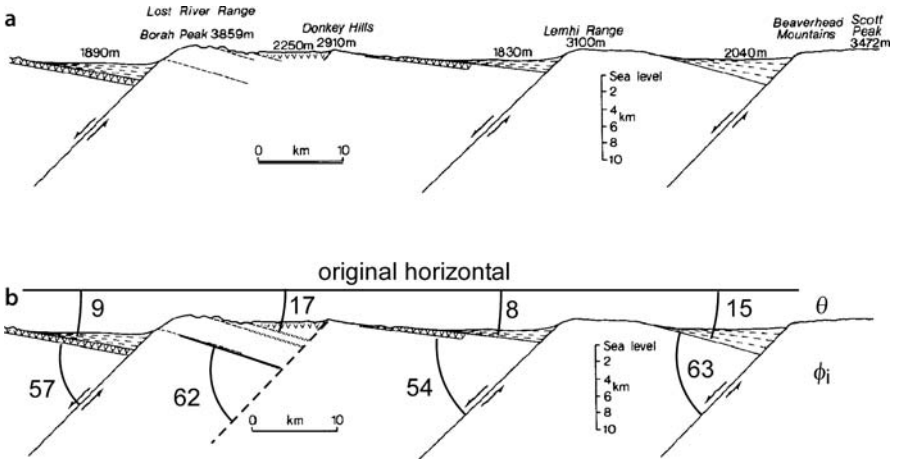 a
Lost River Range
Borah Peak 3859m
Donkey Hills
2910m
1890m
2250m
Lemhi Range
3100m
1830m
Beaverhead
Mountains
Scott
Peak
3472m
2040m
Sea level
2
4
km
6
8
10
0 km 10
original horizontal
b
9
17
8
15
θ
57
62
54
63
ϕi
Sea level
2
4
km
6
8
10
0 km 10